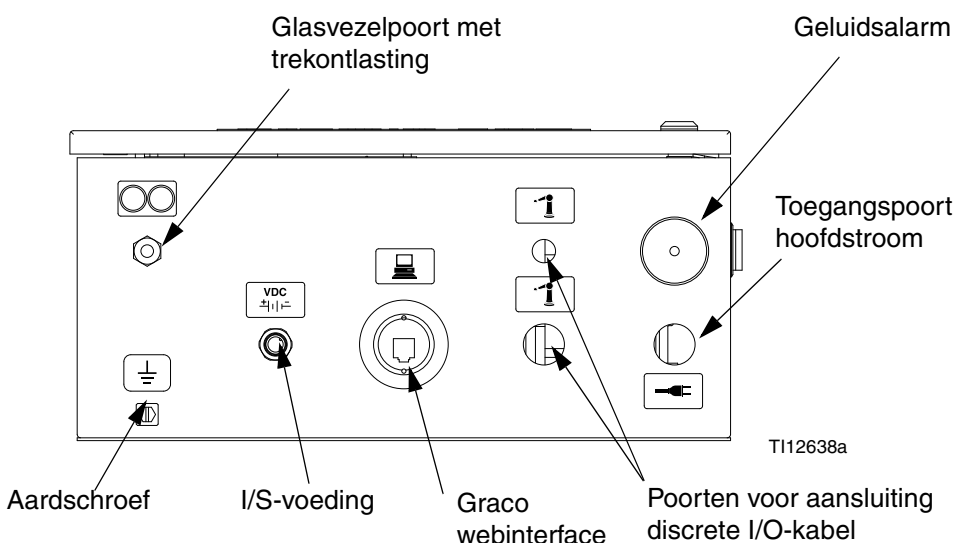 Glasvezelpoort met
trekontlasting
Geluidsalarm
Toegangspoort
hoofdstroom
VDC
TI12638a
Aardschroef
I/S-voeding
Graco
webinterface
Poorten voor aansluiting
discrete I/O-kabel